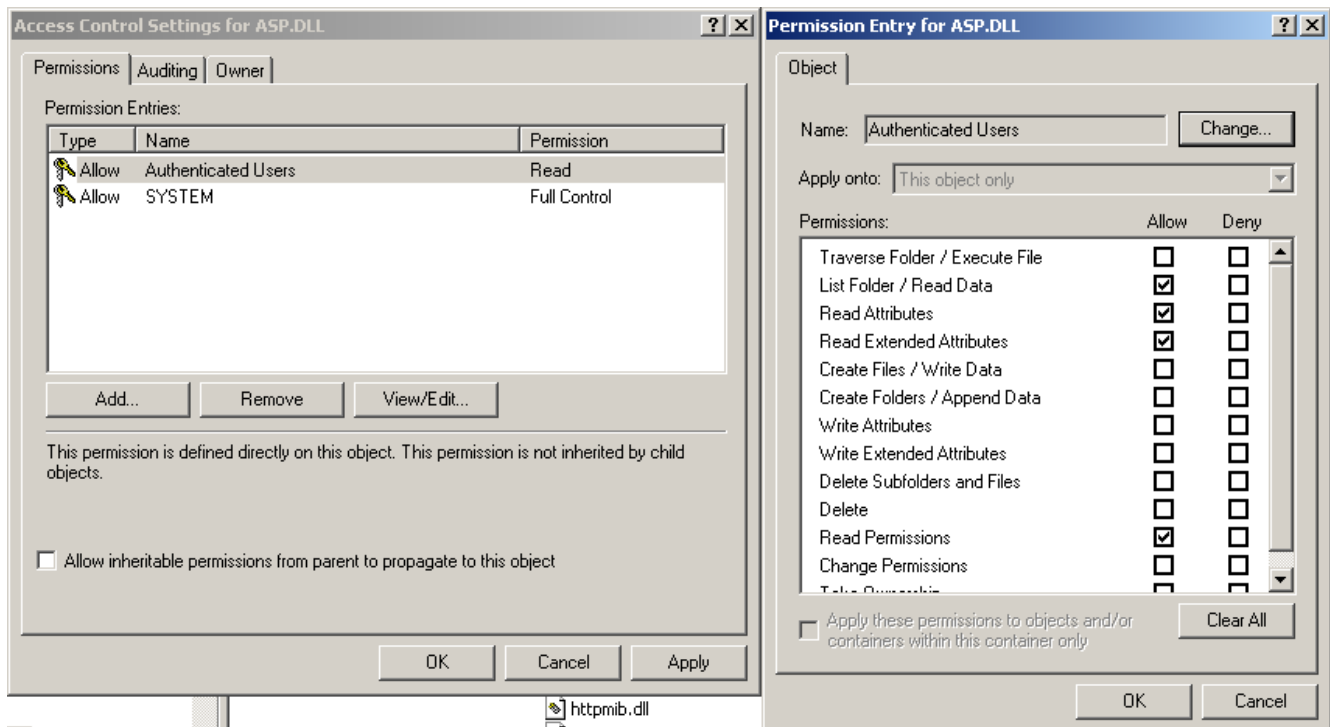 Access Control Settings for ASP.DLL
Permissions Auditing Owner
Permission Entries:
Type Name Permission
Allow Authenticated Users Read
Allow SYSTEM Full Control
Add... Remove View/Edit...
This permission is defined directly on this object. This permission is not inherited by child
objects.
Allow inheritable permissions from parent to propagate to this object
OK Cancel Apply
httpmib.dll
Permission Entry for ASP.DLL
Object
Name: Authenticated Users Change...
Apply onto: This object only
Permissions: Allow Deny
Traverse Folder / Execute File
List Folder / Read Data
Read Attributes
Read Extended Attributes
Create Files / Write Data
Create Folders / Append Data
Write Attributes
Write Extended Attributes
Delete Subfolders and Files
Delete
Read Permissions
Change Permissions
Take Ownership
Apply these permissions to objects and/or
containers within this container only
Clear All
OK Cancel